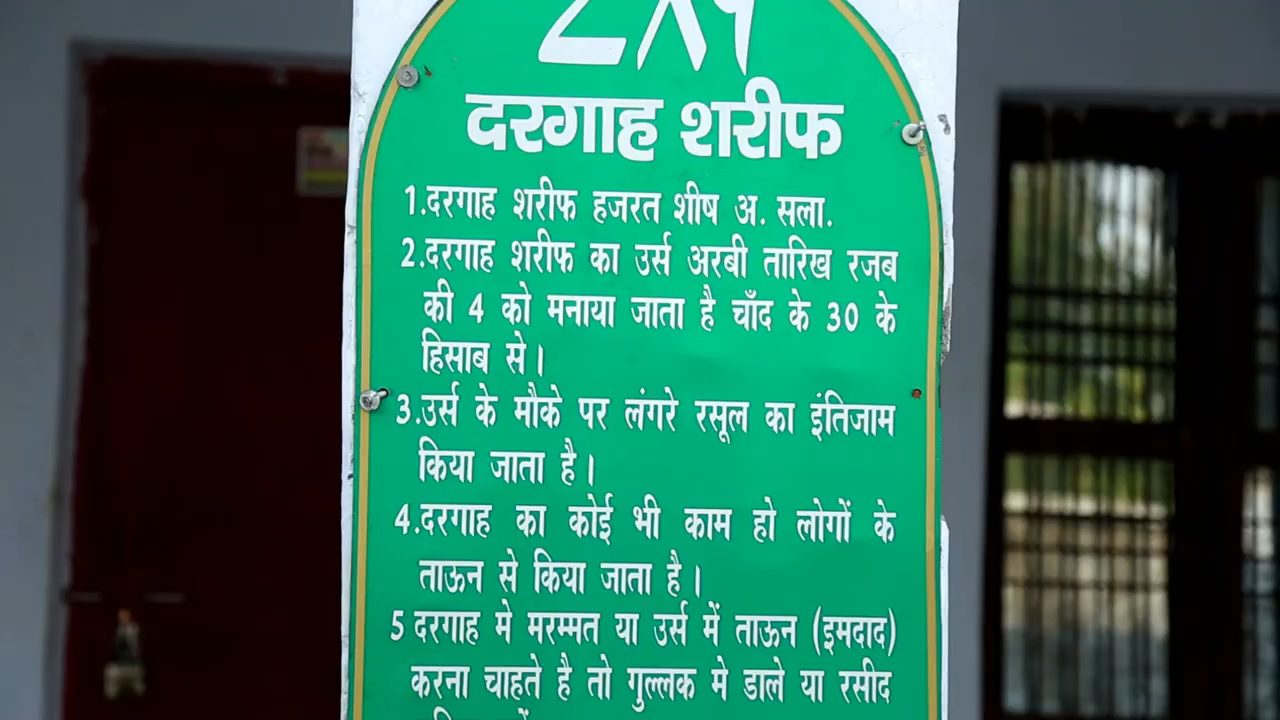 दरगाह शरीफ
1.दरगाह शरीफ हजरत शीष अ. सला.
2.दरगाह शरीफ का उर्स अरबी तारिख रजब
की 4 को मनाया जाता है चाँद के 30 के
हिसाब से।
3.उर्स के मौके पर लंगरे रसूल का इंतिजाम
किया जाता है।
4.दरगाह का कोई भी काम हो लोगों के
ताऊन से किया जाता है।
5 दरगाह मे मरम्मत या उर्स में ताऊन (इमदाद)
करना चाहते है तो गुल्लक मे डाले या रसीद